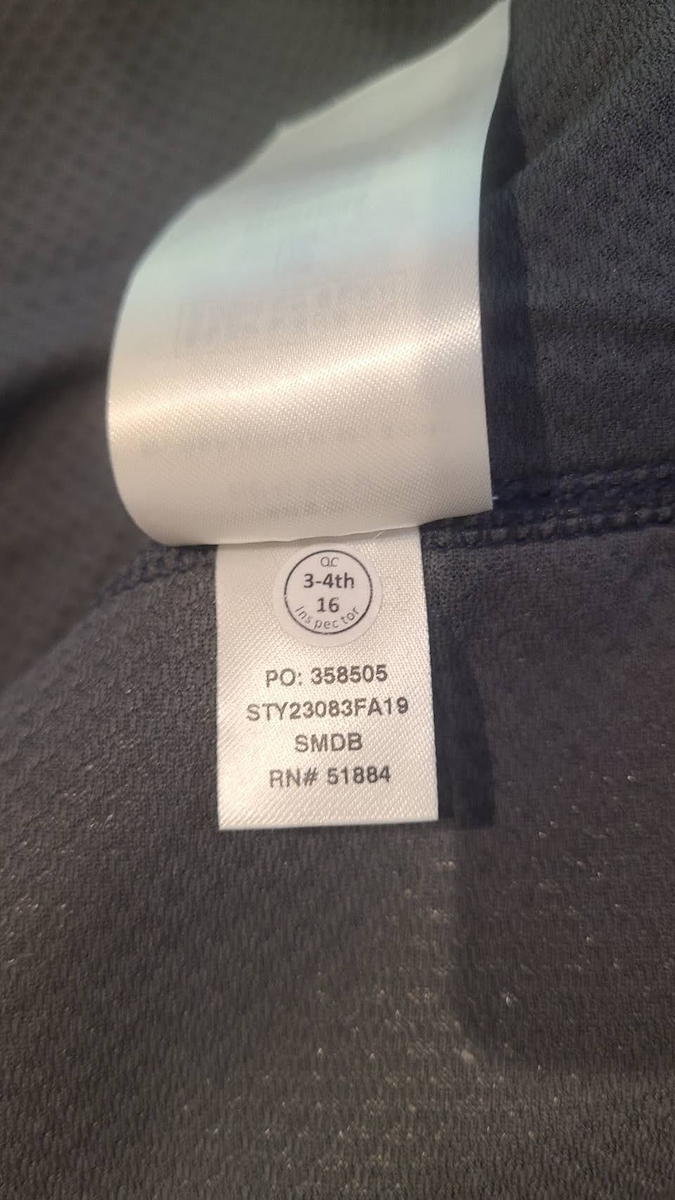 QC
3-4th
16
Inspector
PO: 358505
STY23083FA19
SMDB
RN# 51884